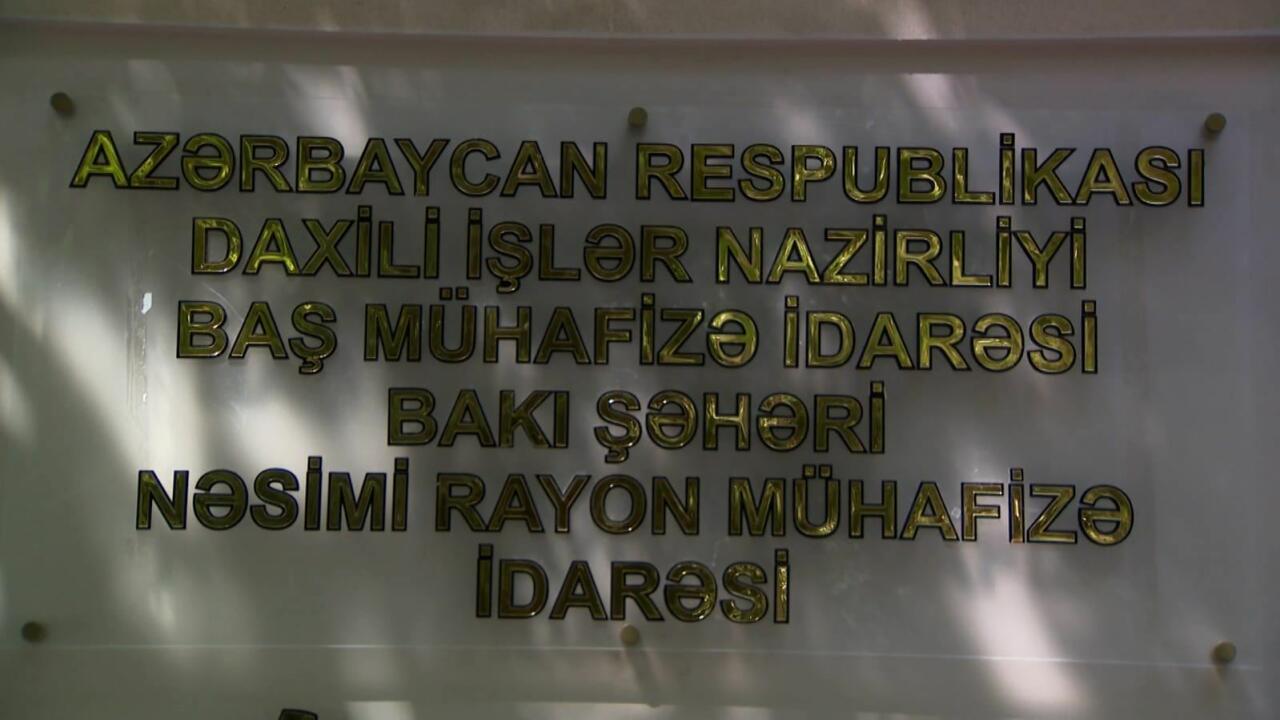 AZƏRBAYCAN RESPUBLİKASI
DAXİLİ İŞLƏR NAZİRLİYİ
BAŞ MÜHAFİZƏ İDARƏSİ
BAKI ŞƏHƏRİ
NƏSİMİ RAYON MÜHAFİZƏ
İDARƏSİ